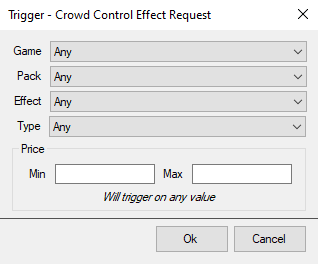 Trigger - Crowd Control Effect Request
Game Any
Pack Any
Effect Any
Type Any
Price
Min Max
Will trigger on any value
Ok Cancel